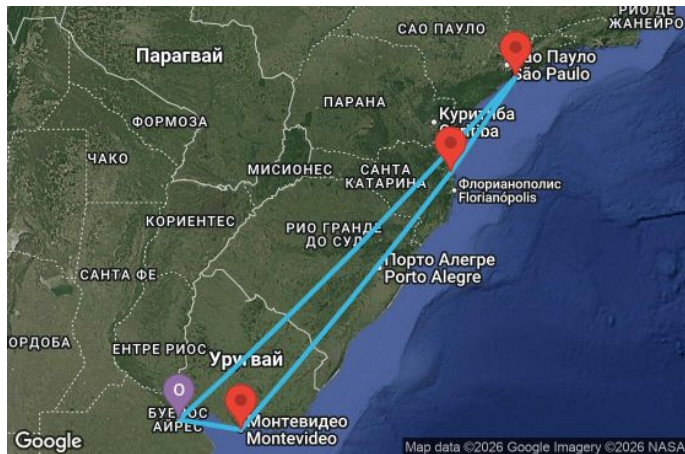 САО ПАУЛО
РИО ДЕ
ЖАНЕЙРО
Парагвай
Сао Пауло
São Paulo
ПАРАНА
ФОРМОЗА
Куритиба
Curitiba
ЧАКО
МИСИОНЕС
САНТА
КАТАРИНА
Флорианополис
Florianópolis
КОРИЕНТЕС
РИО ГРАНДЕ
ДО СУЛ
Порто Алегре
Porto Alegre
САНТА ФЕ
ОРДОБА
ЕНТРЕ РИОС
Уругвай
O
БУЕНОС
АЙРЕС
Монтевидео
Montevideo
Google
Map data ©2026 Google Imagery ©2026 NASA